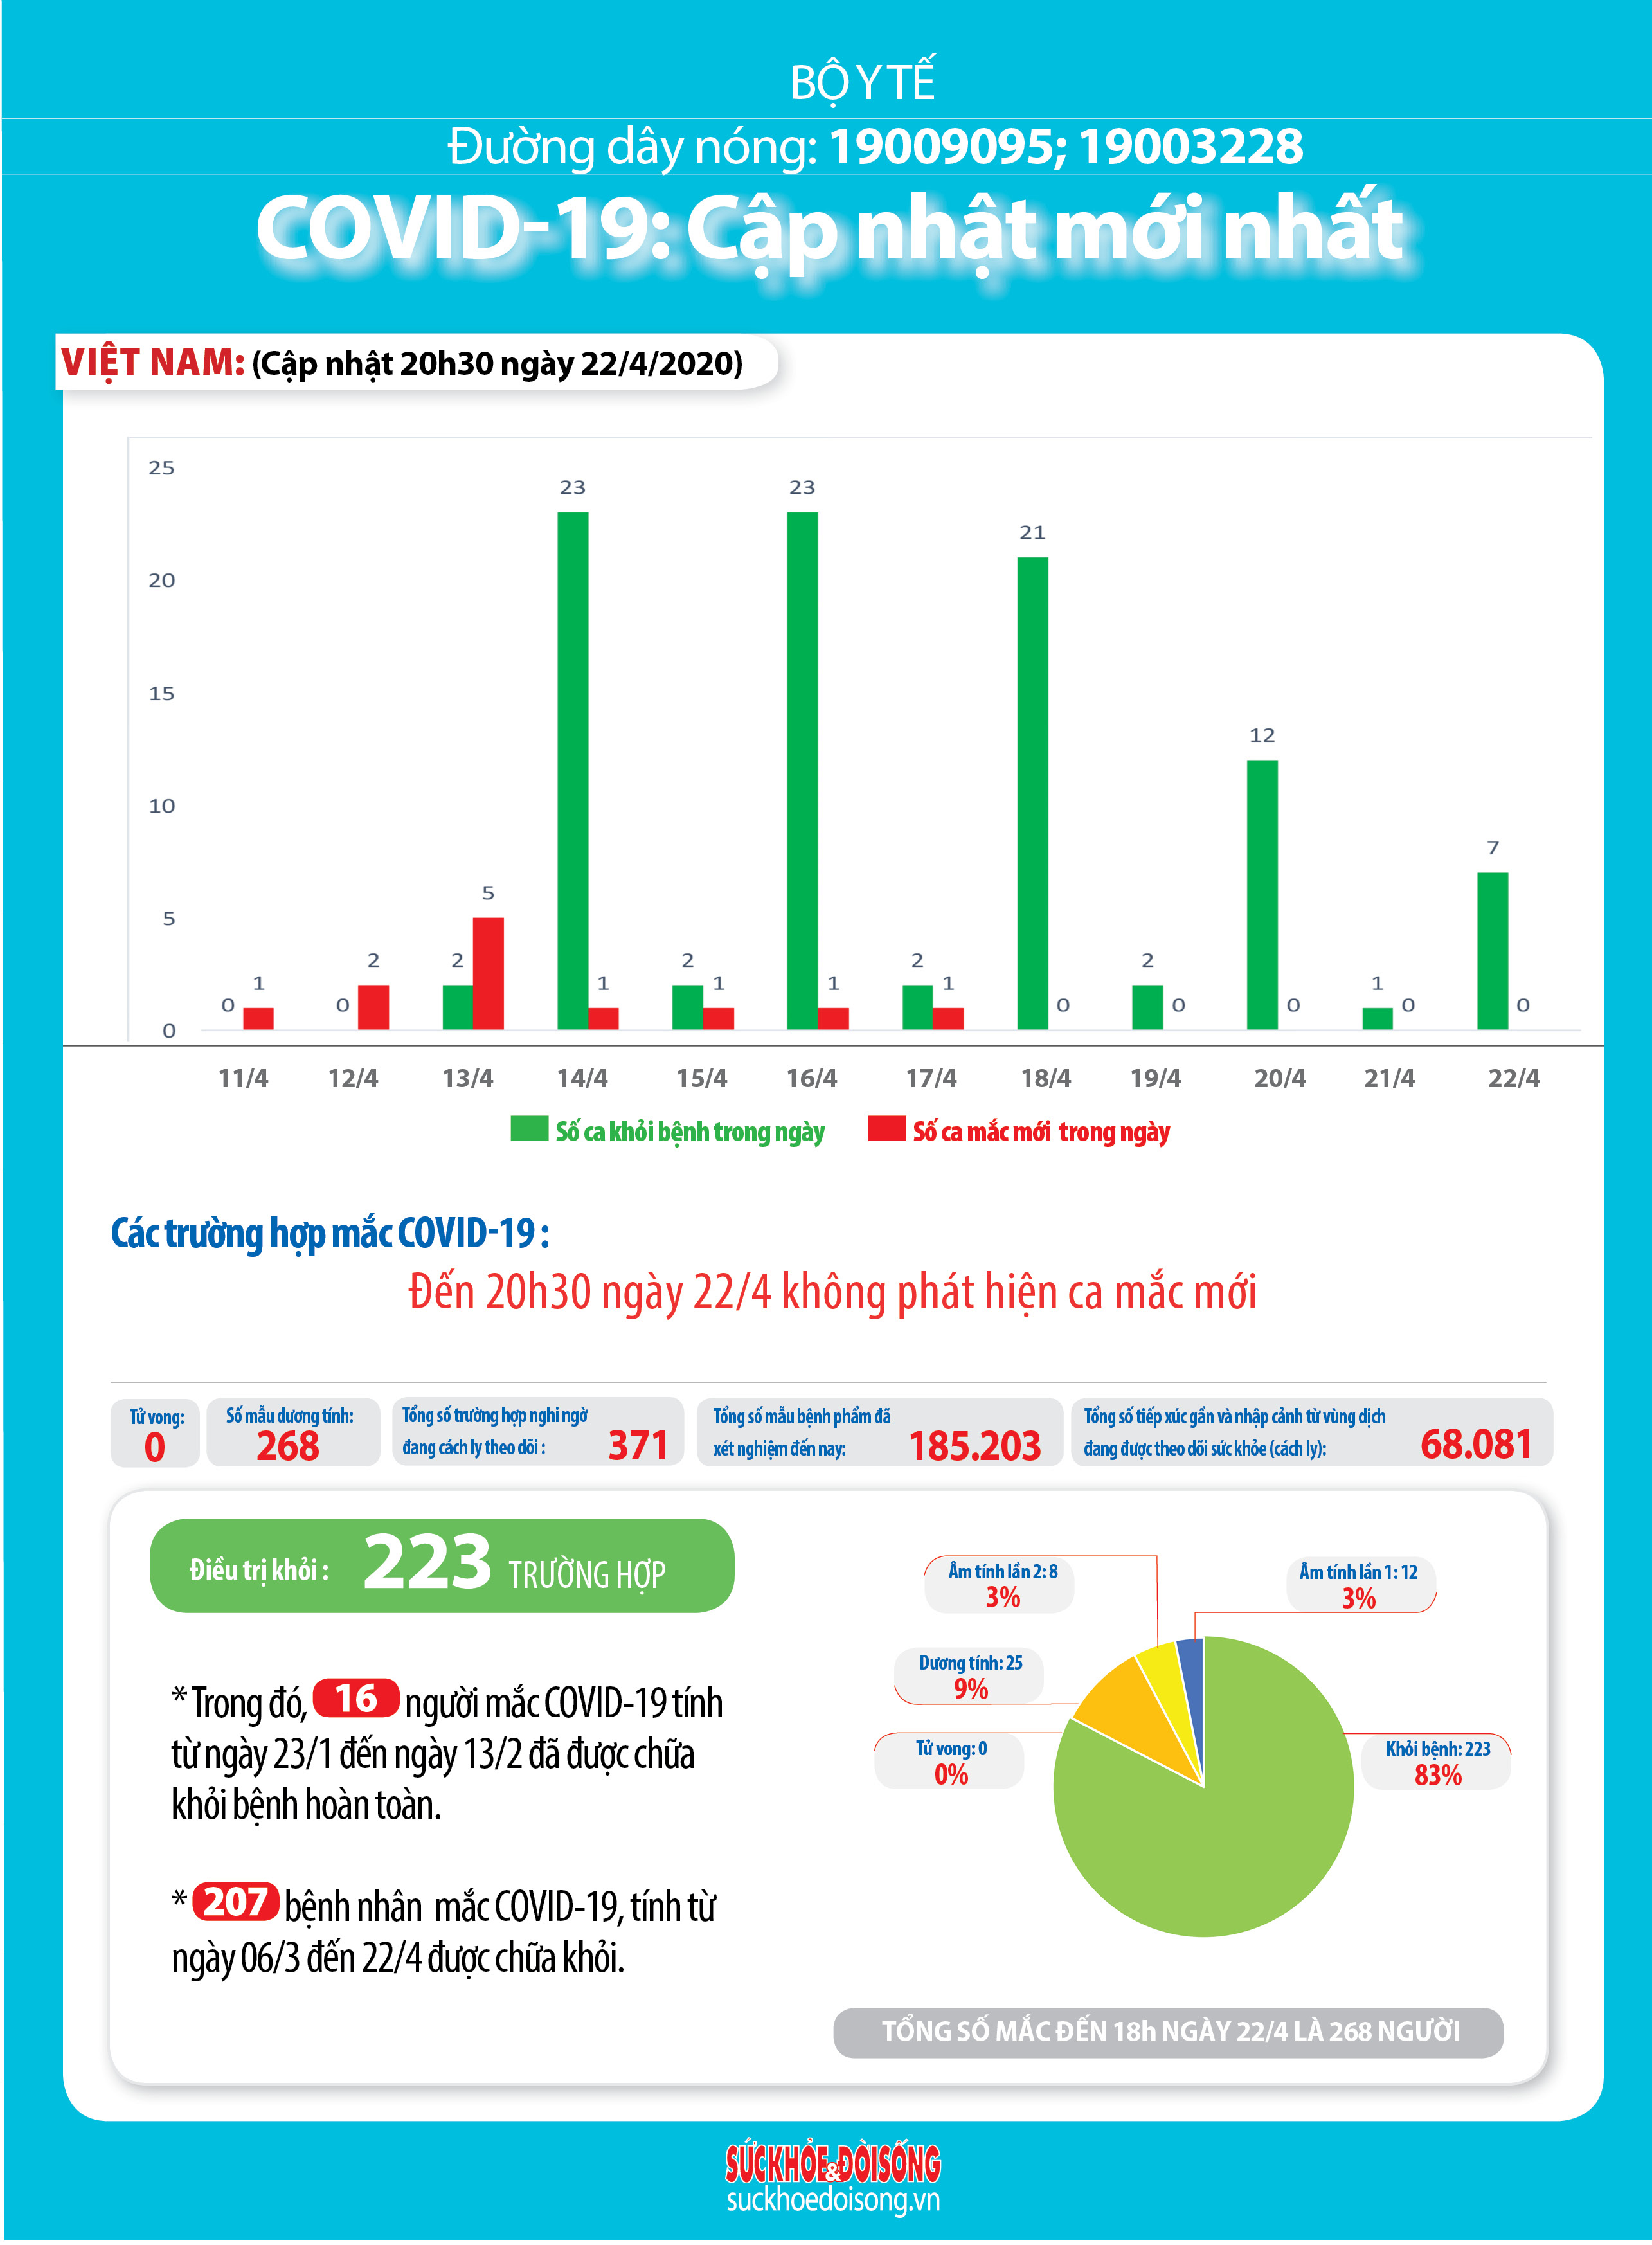 BỘ Y TẾ
Đường dây nóng: 19009095; 19003228
COVID-19: Cập nhật mới nhất
VIỆT NAM: (Cập nhật 20h30 ngày 22/4/2020)
25
20
15
10
5
0
0 1
0 2
2 5
23 1
2 1
23 1
2 1
21 0
2 0
12 0
1 0
7 0
11/4 12/4 13/4 14/4 15/4 16/4 17/4 18/4 19/4 20/4 21/4 22/4
Số ca khỏi bệnh trong ngày Số ca mắc mới trong ngày
Các trường hợp mắc COVID-19 :
Đến 20h30 ngày 22/4 không phát hiện ca mắc mới
Tử vong:
0
Số mẫu dương tính:
268
Tổng số trường hợp nghi ngờ
đang cách ly theo dõi : 371
Tổng số mẫu bệnh phẩm đã
xét nghiệm đến nay: 185.203
Tổng số tiếp xúc gần và nhập cảnh từ vùng dịch
đang được theo dõi sức khỏe (cách ly): 68.081
Điều trị khỏi : 223 TRƯỜNG HỢP
* Trong đó, 16 người mắc COVID-19 tính
từ ngày 23/1 đến ngày 13/2 đã được chữa
khỏi bệnh hoàn toàn.
* 207 bệnh nhân mắc COVID-19, tính từ
ngày 06/3 đến 22/4 được chữa khỏi.
Âm tính lần 2: 8
3%
Âm tính lần 1: 12
3%
Dương tính: 25
9%
Tử vong: 0
0%
Khỏi bệnh: 223
83%
TỔNG SỐ MẮC ĐẾN 18h NGÀY 22/4 LÀ 268 NGƯỜI
SỨC KHỎE & ĐỜI SỐNG
suckhoedoisong.vn